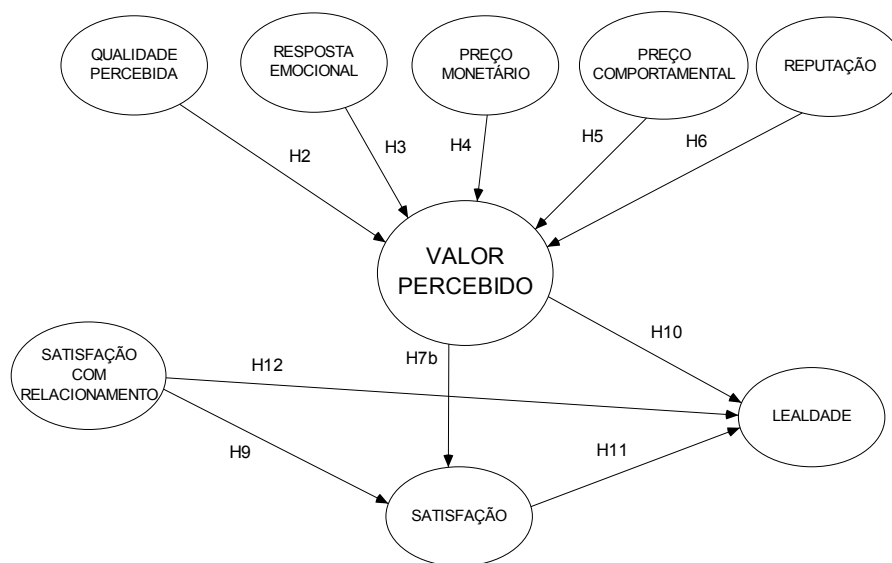 QUALIDADE
PERCEBIDA
RESPOSTA
EMOCIONAL
PREÇO
MONETÁRIO
PREÇO
COMPORTAMENTAL
REPUTAÇÃO
H2
H3
H4
H5
H6
VALOR
PERCEBIDO
SATISFAÇÃO
COM
RELACIONAMENTO
H12
H7b
H10
LEALDADE
H9
H11
SATISFAÇÃO